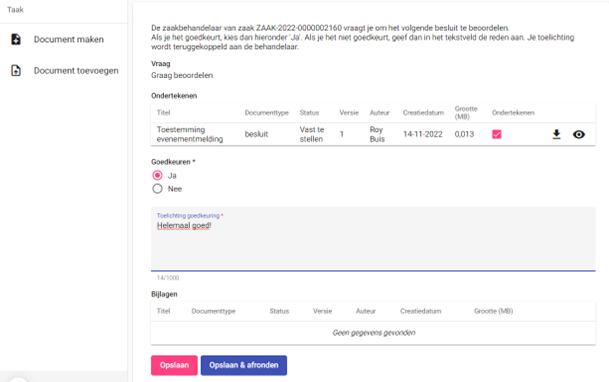 Taak
Document maken
Document toevoegen
De zaakbehandelaar van zaak ZAAK-2022-0000002160 vraagt je om het volgende besluit te beoordelen.
Als je het goedkeurt, kies dan hieronder 'Ja'. Als je het niet goedkeurt, geef dan in het tekstveld de reden aan. Je toelichting
wordt teruggekoppeld aan de behandelaar.
Vraag
Graag beoordelen
Ondertekenen
Titel Documenttype Status Versie Auteur Creatiedatum Grootte (MB) Ondertekenen
Toestemming evenementmelding besluit Vast te stellen 1 Roy Buis 14-11-2022 0,013
Goedkeuren *
Ja
Nee
Toelichting goedkeuring *
Helemaal goed!
14/1000
Bijlagen
Titel Documenttype Status Versie Auteur Creatiedatum Grootte (MB)
Geen gegevens gevonden
Opslaan Opslaan & afronden